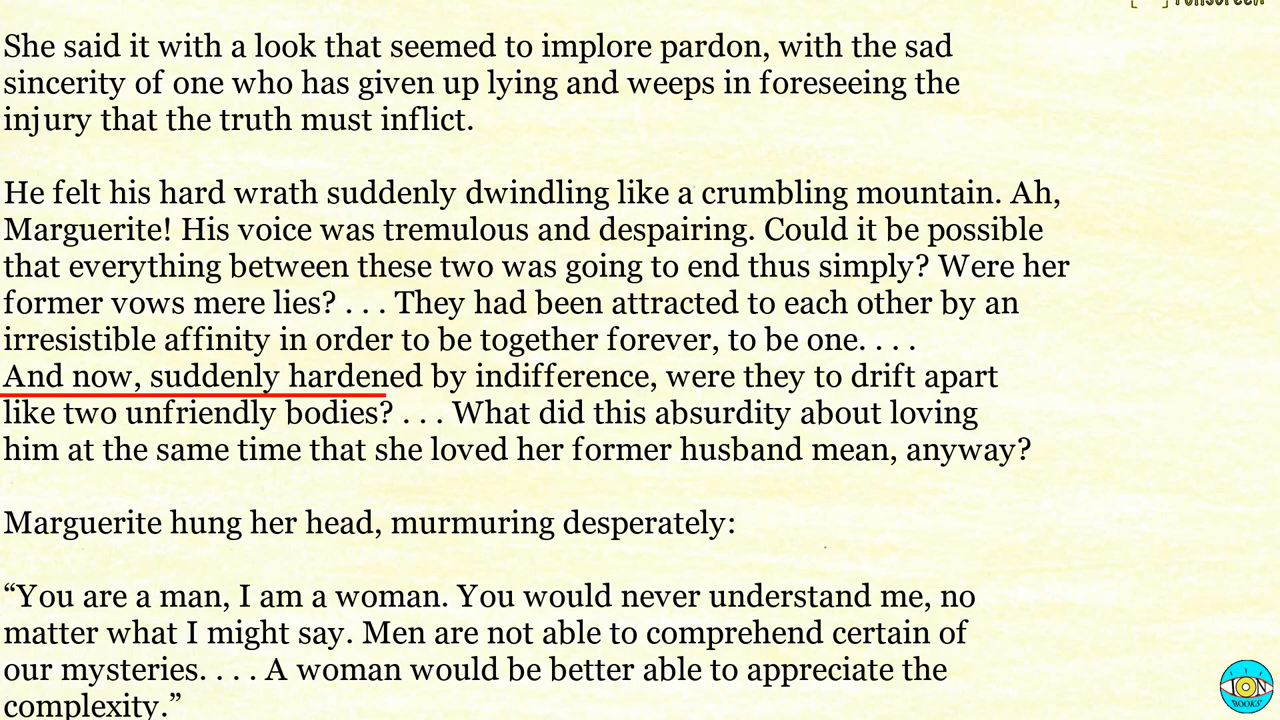 She said it with a look that seemed to implore pardon, with the sad
sincerity of one who has given up lying and weeps in foreseeing the
injury that the truth must inflict.
He felt his hard wrath suddenly dwindling like a crumbling mountain. Ah,
Marguerite! His voice was tremulous and despairing. Could it be possible
that everything between these two was going to end thus simply? Were her
former vows mere lies? . . . They had been attracted to each other by an
irresistible affinity in order to be together forever, to be one. . . .
And now, suddenly hardened by indifference, were they to drift apart
like two unfriendly bodies? . . . What did this absurdity about loving
him at the same time that she loved her former husband mean, anyway?
Marguerite hung her head, murmuring desperately:
“You are a man, I am a woman. You would never understand me, no
matter what I might say. Men are not able to comprehend certain of
our mysteries. . . . A woman would be better able to appreciate the
complexity.”
ION
BOOKS